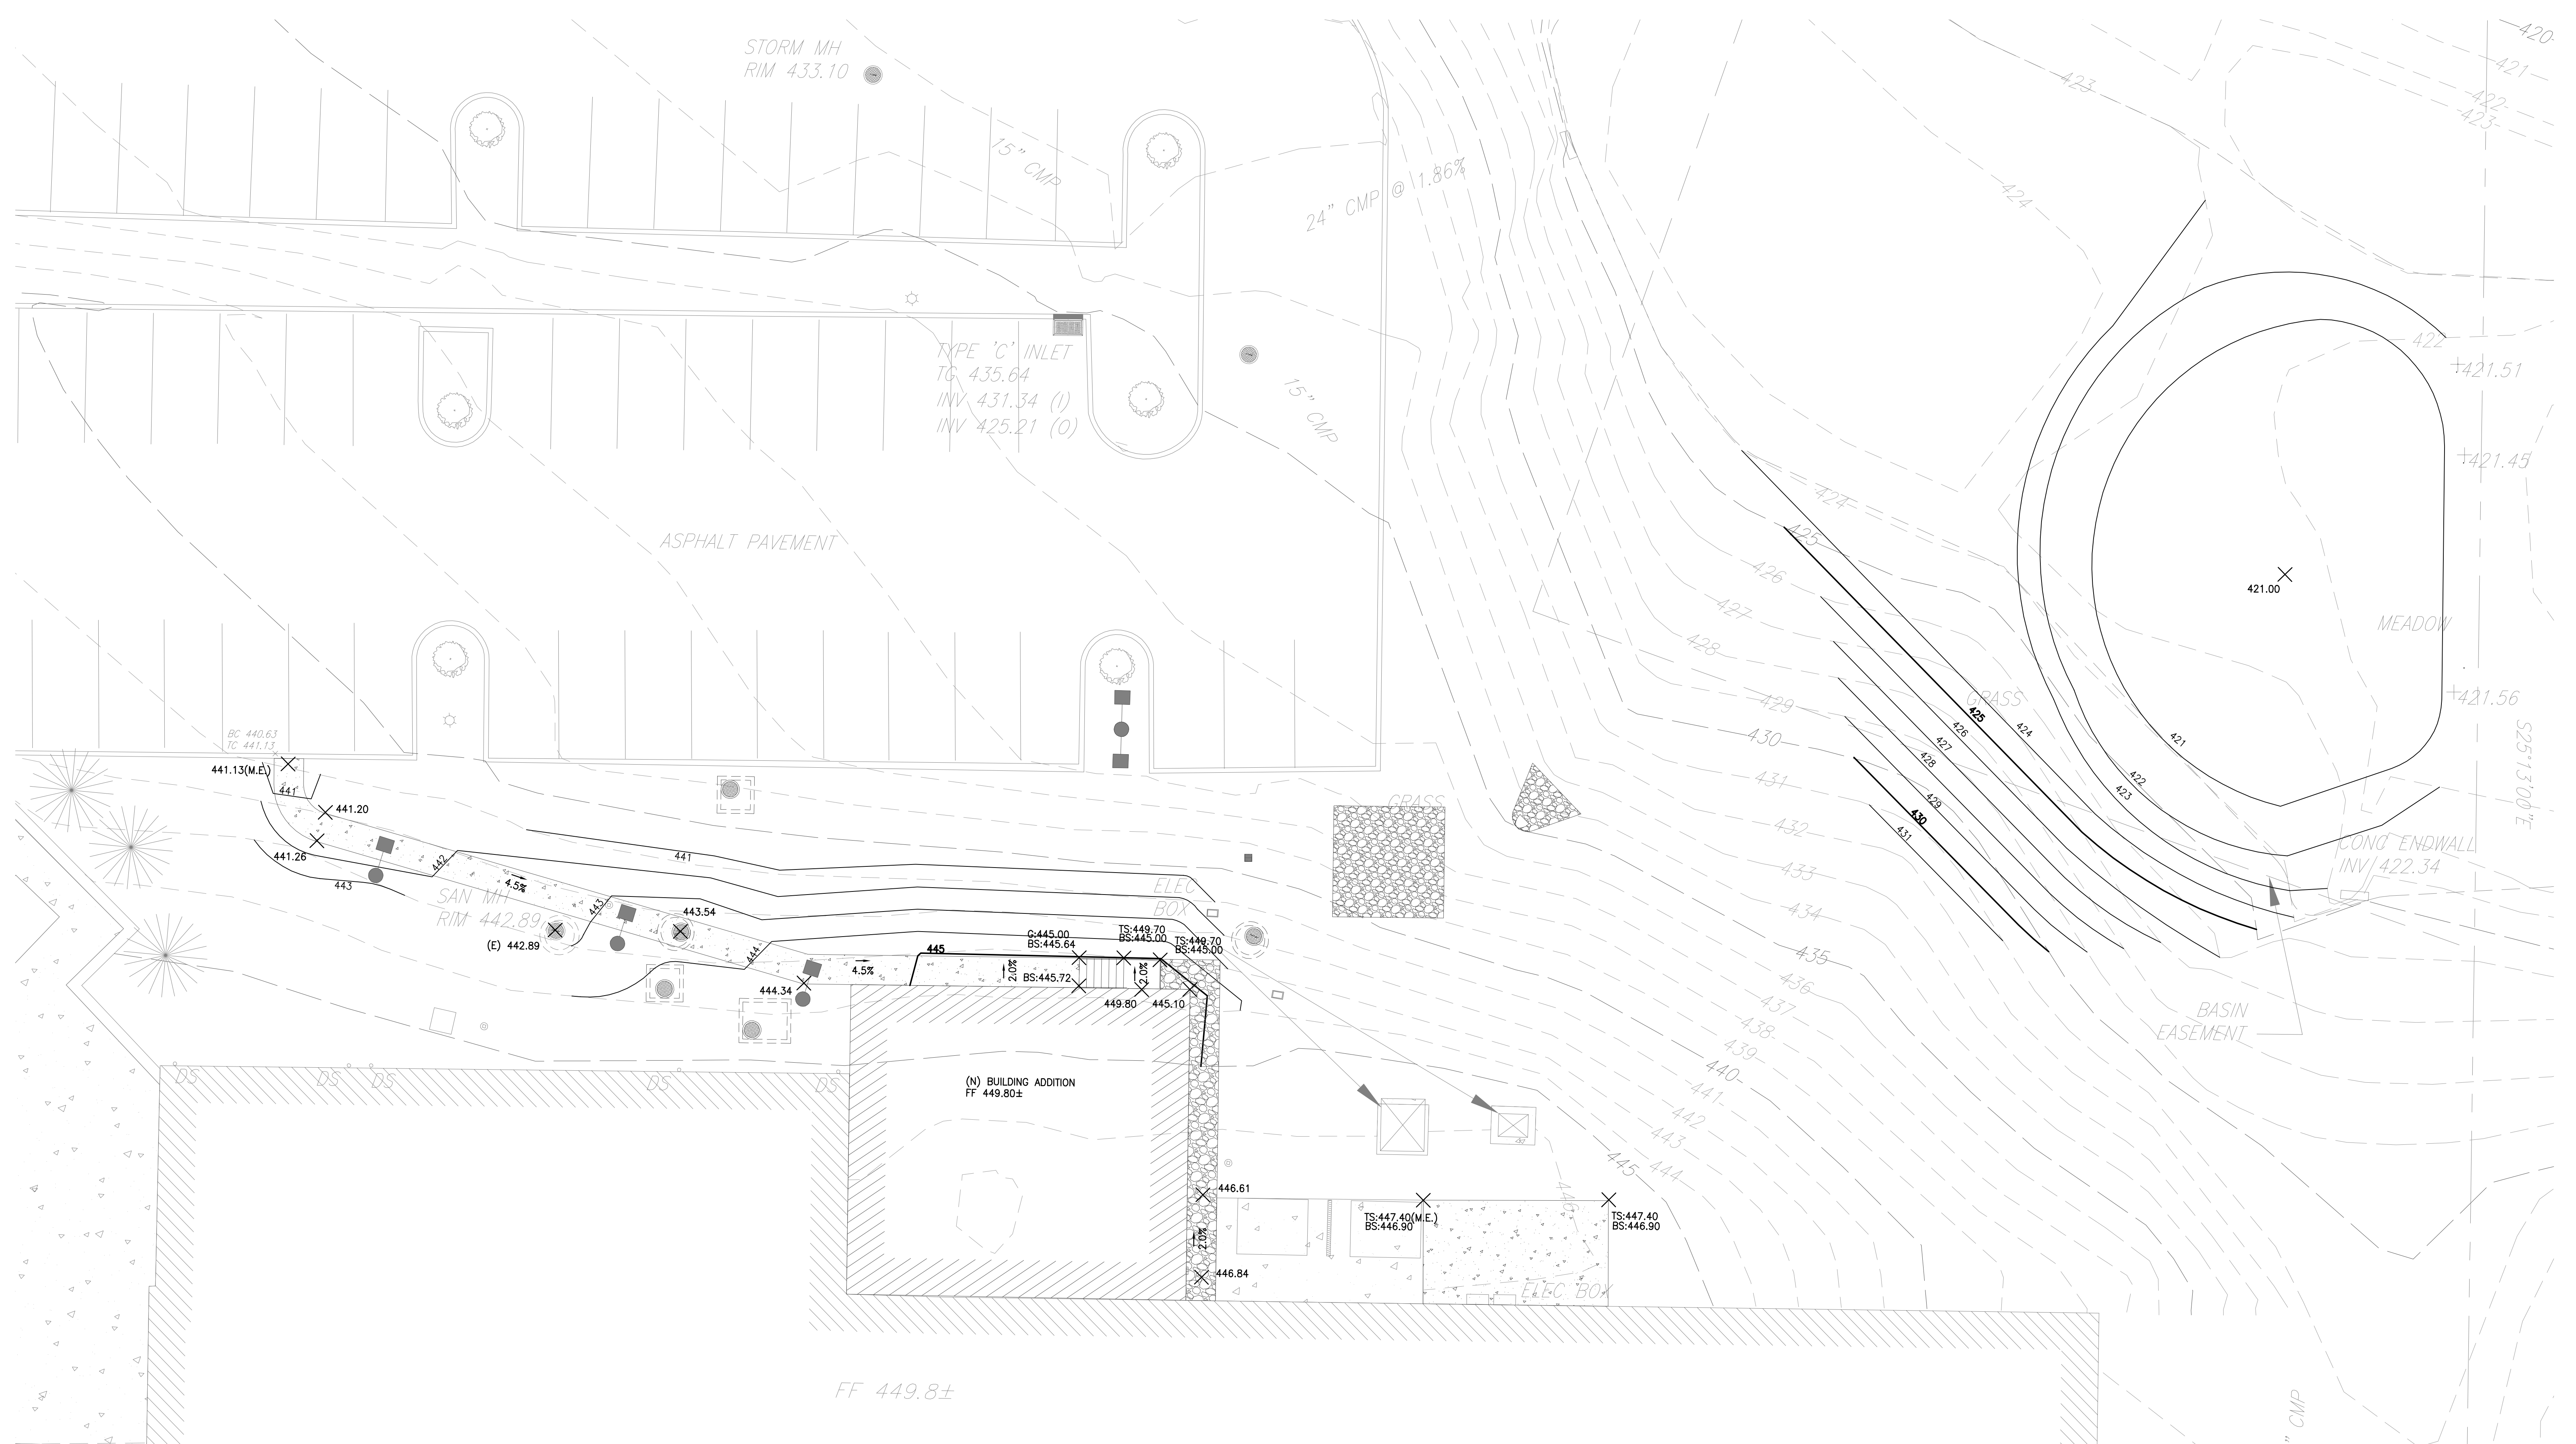 STORM MH
RIM 433.10
15" CMP
24" CMP @ 1.86%
420
421
422
423
423
424
TYPE 'C' INLET
TG 435.64
INV 431.34 (I)
INV 425.21 (O)
15" CMP
422
421.51
421.45
424
425
426
427
428
429
430
431
432
433
434
435
436
437
438
439
440
441
442
443
444
445
446
ASPHALT PAVEMENT
421.00
MEADOW
421.56
S25°13'00"E
GRASS
421
422
423
424
425
426
427
428
429
430
431
CONC ENDWALL
INV 422.34
BASIN
EASEMENT
BC 440.63
TC 441.13
441.13(M.E.)
441
441.20
441.26
443
442
4.5%
441
SAN MH
RIM 442.89
(E) 442.89
443
443.54
444
444.34
4.5%
445
2.0%
G:445.00
BS:445.64
BS:445.72
TS:449.70
BS:445.00
TS:449.70
BS:445.00
2.0%
449.80
445.10
ELEC
BOX
GRASS
DS
DS
DS
DS
DS
(N) BUILDING ADDITION
FF 449.80±
446.61
2.0%
446.84
TS:447.40(M.E.)
BS:446.90
TS:447.40
BS:446.90
ELEC BOX
FF 449.8±
" CMP